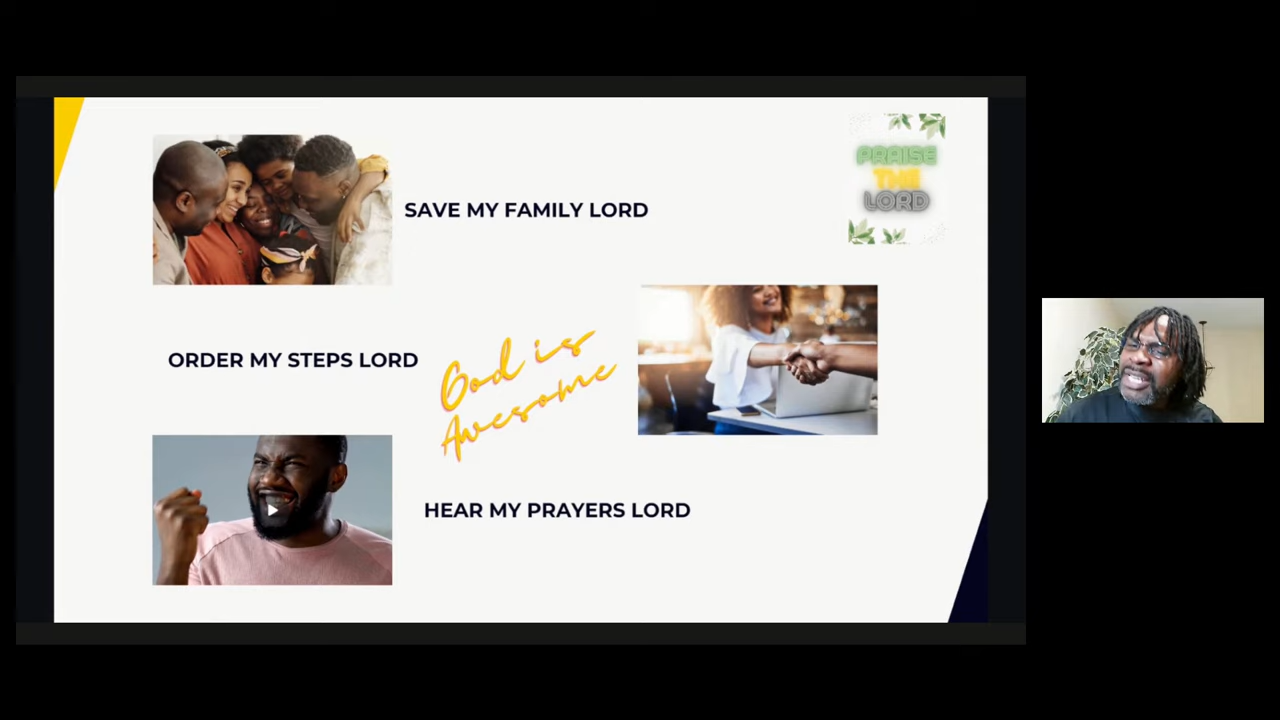 PRAISE
THE
LORD
SAVE MY FAMILY LORD
ORDER MY STEPS LORD
God is
Awesome
HEAR MY PRAYERS LORD